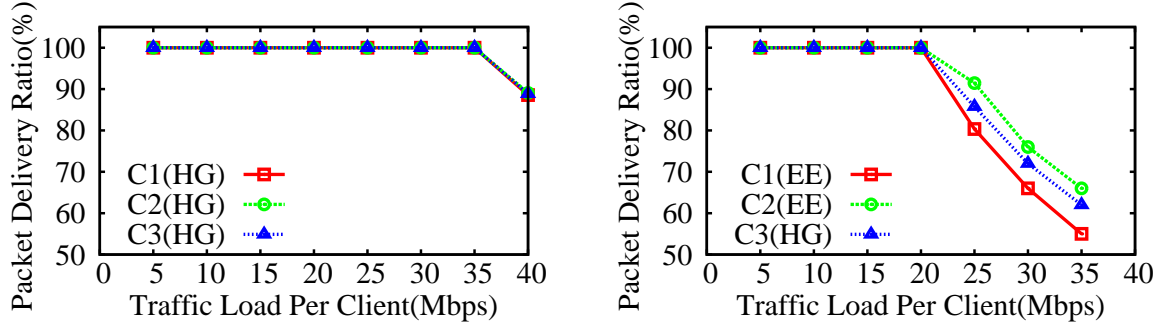 Packet Delivery Ratio(%)
100
90
80
70
60
50
C1(HG)
C2(HG)
C3(HG)
0 5 10 15 20 25 30 35 40
Traffic Load Per Client(Mbps)
Packet Delivery Ratio(%)
100
90
80
70
60
50
C1(EE)
C2(EE)
C3(HG)
0 5 10 15 20 25 30 35 40
Traffic Load Per Client(Mbps)